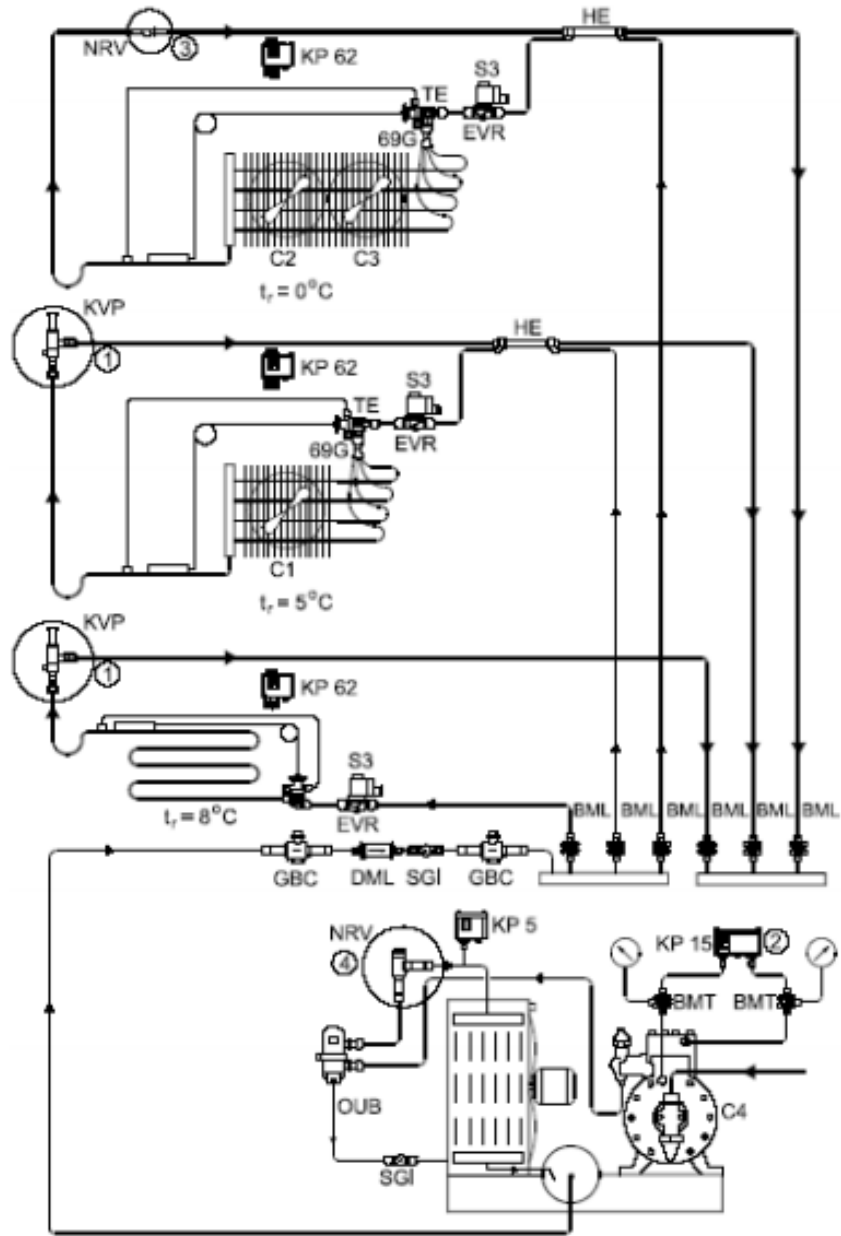 HE
NRV
3
KP 62
S3
TE
EVR
69G
C2
C3
tᵣ = 0°C
KVP
HE
1
KP 62
S3
TE
EVR
69G
C1
tᵣ = 5°C
KVP
1
KP 62
S3
tᵣ = 8°C
EVR
BML BML BML BML BML BML
GBC
DML
SGI
GBC
NRV
KP 5
KP 15
2
4
BMT
BMT
OUB
C4
SGI